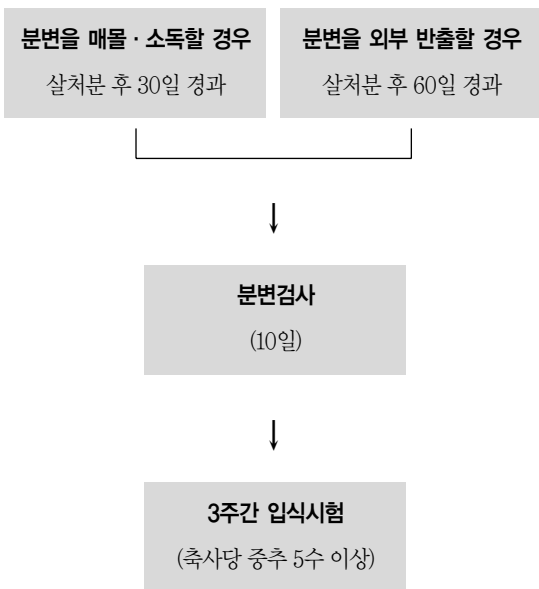 분변을 매몰 · 소독할 경우
살처분 후 30일 경과
분변을 외부 반출할 경우
살처분 후 60일 경과
↓
분변검사
(10일)
↓
3주간 입식시험
(축사당 중추 5수 이상)